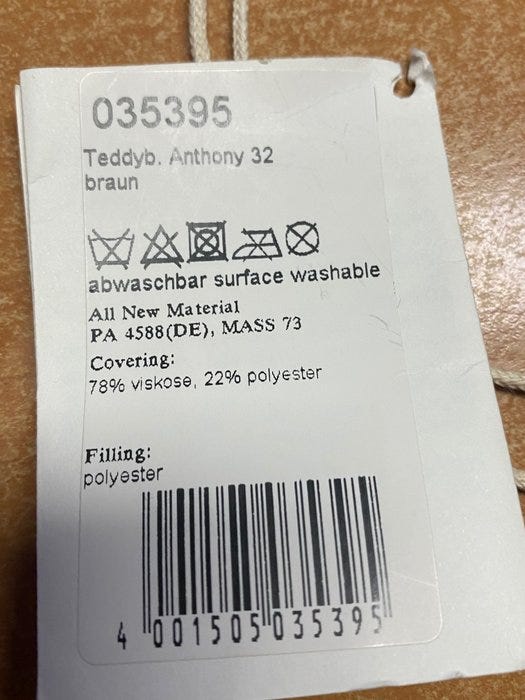 035395
Teddyb. Anthony 32
braun
abwaschbar surface washable
All New Material
PA 4588(DE), MASS 73
Covering:
78% viskose, 22% polyester
Filling:
polyester
4 001505 035395